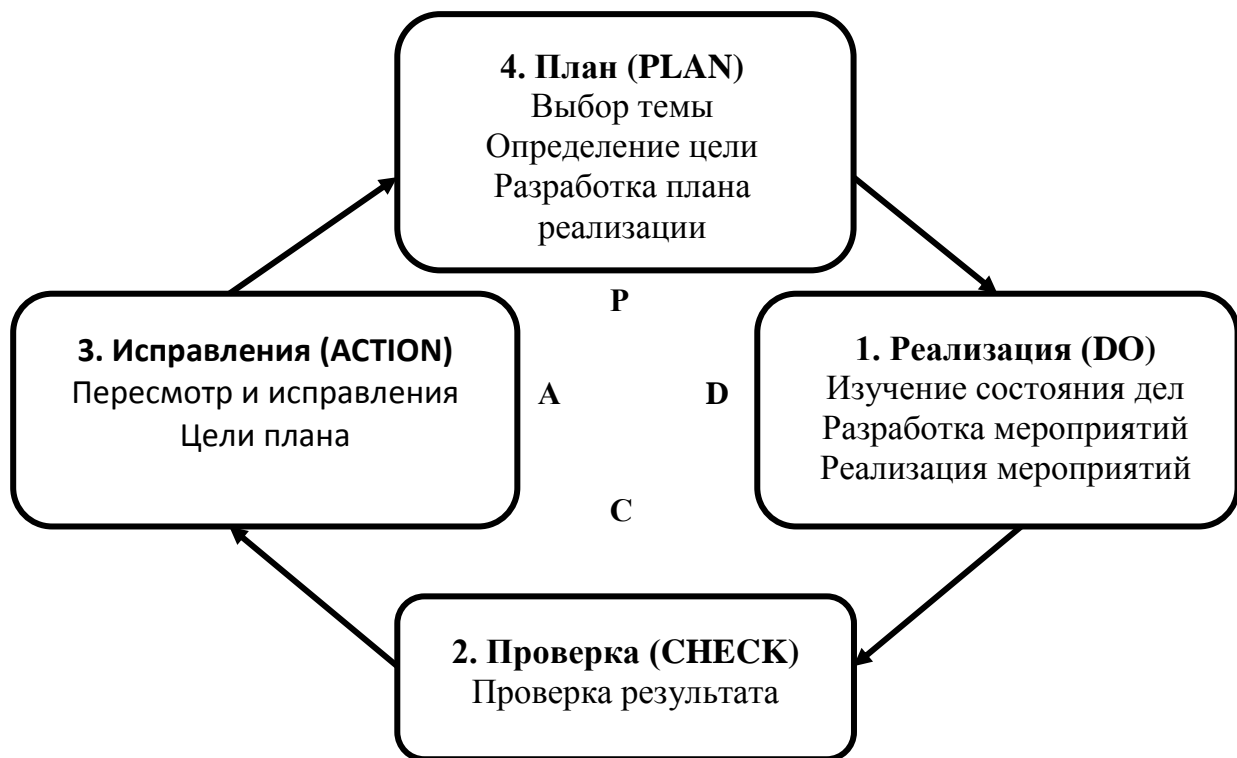 4. План (PLAN)
Выбор темы
Определение цели
Разработка плана
реализации
P
3. Исправления (ACTION)
Пересмотр и исправления
Цели плана
A
D
1. Реализация (DO)
Изучение состояния дел
Разработка мероприятий
Реализация мероприятий
C
2. Проверка (CHECK)
Проверка результата